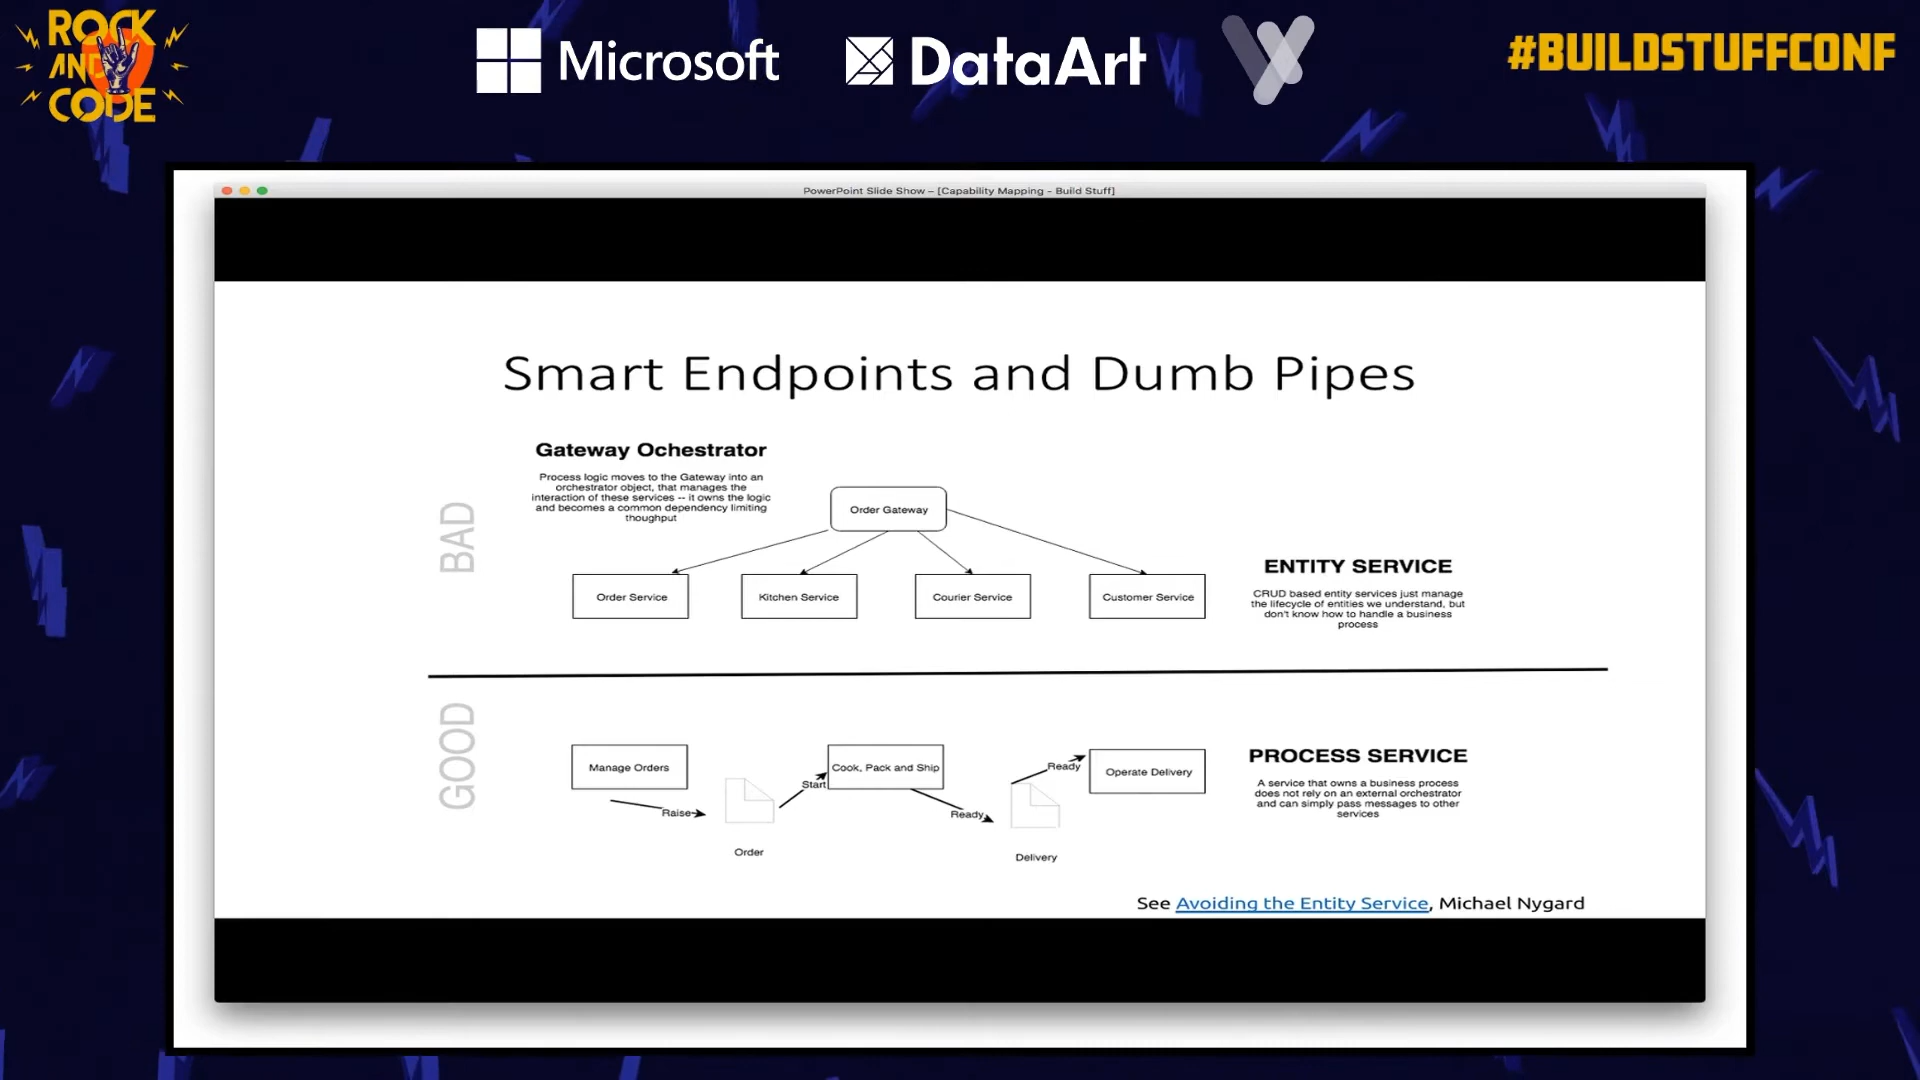 ROCK
AND
CODE
Microsoft
DataArt
#BUILDSTUFFCONF
PowerPoint Slide Show – [Capability Mapping - Build Stuff]
Smart Endpoints and Dumb Pipes
BAD
Gateway Ochestrator
Process logic moves to the Gateway into an
orchestrator object, that manages the
interaction of these services -- it owns the logic
and becomes a common dependency limiting
thoughput
Order Gateway
Order Service
Kitchen Service
Courier Service
Customer Service
ENTITY SERVICE
CRUD based entity services just manage
the lifecycle of entities we understand, but
don't know how to handle a business
process
GOOD
Manage Orders
Raise
Order
Start
Cook, Pack and Ship
Ready
Delivery
Ready
Operate Delivery
PROCESS SERVICE
A service that owns a business process
does not rely on an external orchestrator
and can simply pass messages to other
services
See Avoiding the Entity Service, Michael Nygard